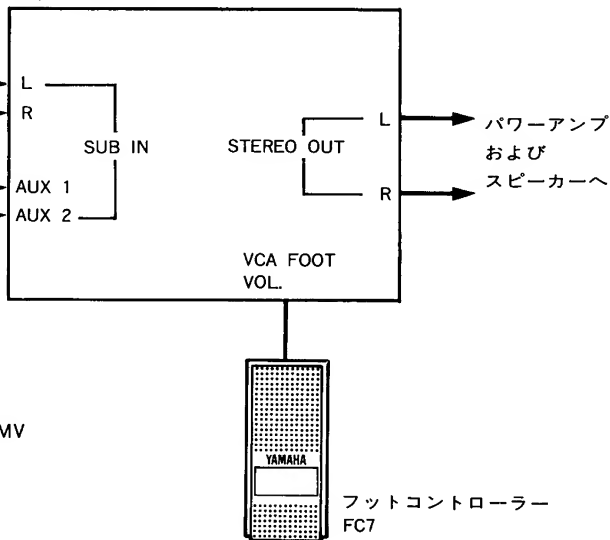 L
R
SUB IN
AUX 1
AUX 2
STEREO OUT
L
R
パワーアンプ
および
スピーカーへ
VCA FOOT
VOL.
MV
YAMAHA
フットコントローラー
FC7